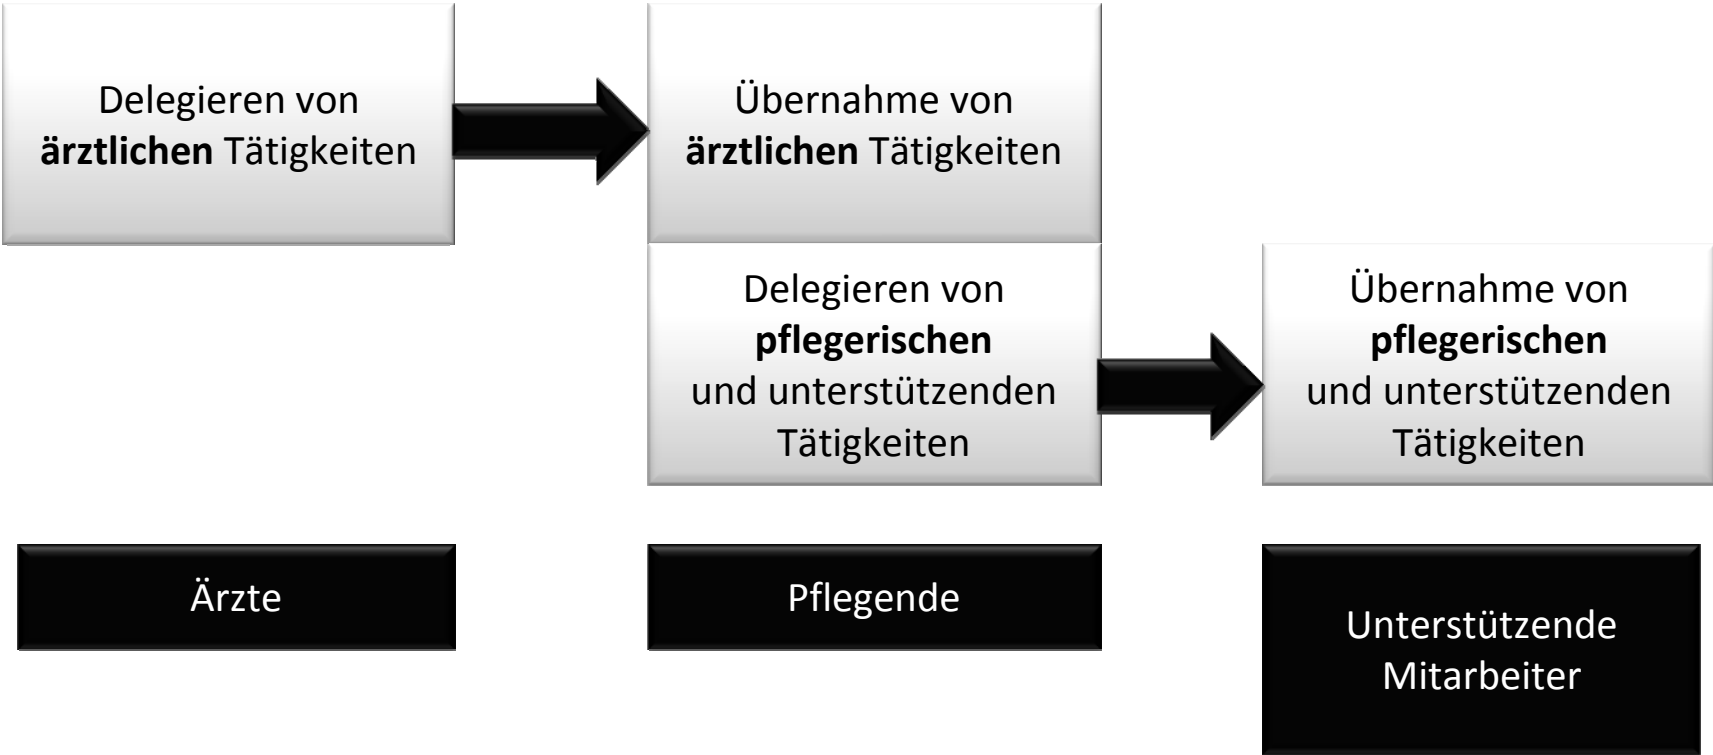 Delegieren von
ärztlichen Tätigkeiten
Übernahme von
ärztlichen Tätigkeiten
Delegieren von
pflegerischen
und unterstützenden
Tätigkeiten
Übernahme von
pflegerischen
und unterstützenden
Tätigkeiten
Ärzte
Pflegende
Unterstützende
Mitarbeiter